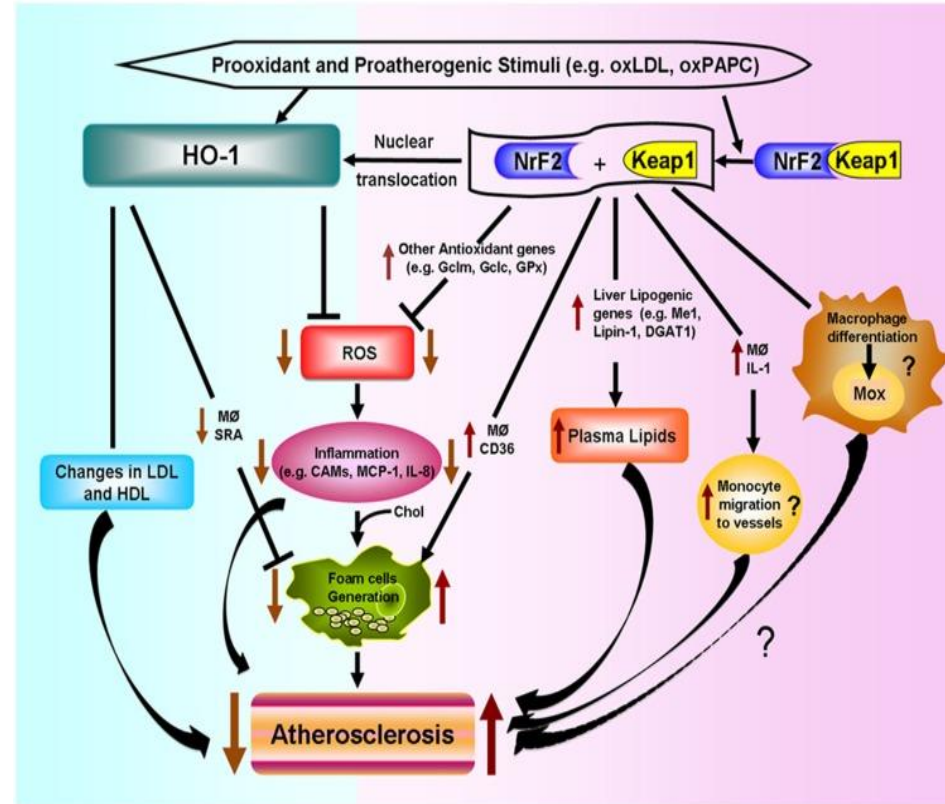 Prooxidant and Proatherogenic Stimuli (e.g. oxLDL, oxPAPC)
HO-1
Nuclear
translocation
NrF2
+
Keap1
NrF2
Keap1
Other Antioxidant genes
(e.g. Gclm, Gclc, GPx)
Liver Lipogenic
genes (e.g. Me1,
Lipin-1, DGAT1)
MØ
IL-1
Macrophage
differentiation
?
Mox
ROS
MØ
SRA
MØ
CD36
Plasma Lipids
Changes in LDL
and HDL
Inflammation
(e.g. CAMs, MCP-1, IL-8)
Chol
Monocyte
migration
to vessels
?
Foam cells
Generation
?
Atherosclerosis